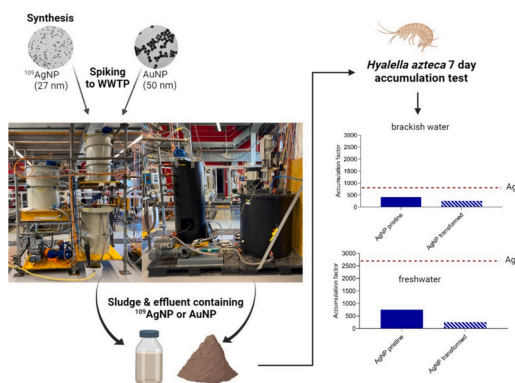 Synthesis
¹⁰⁹AgNP
(27 nm)
Spiking
to WWTP
AuNP
(50 nm)
Sludge & effluent containing
¹⁰⁹AgNP or AuNP
Hyalella azteca 7 day
accumulation test
brackish water
Accumulation factor
3000
2500
2000
1500
1000
500
0
Ag
AgNP pristine
AgNP transformed
freshwater
Accumulation factor
3000
2500
2000
1500
1000
500
0
Ag
AgNP pristine
AgNP transformed